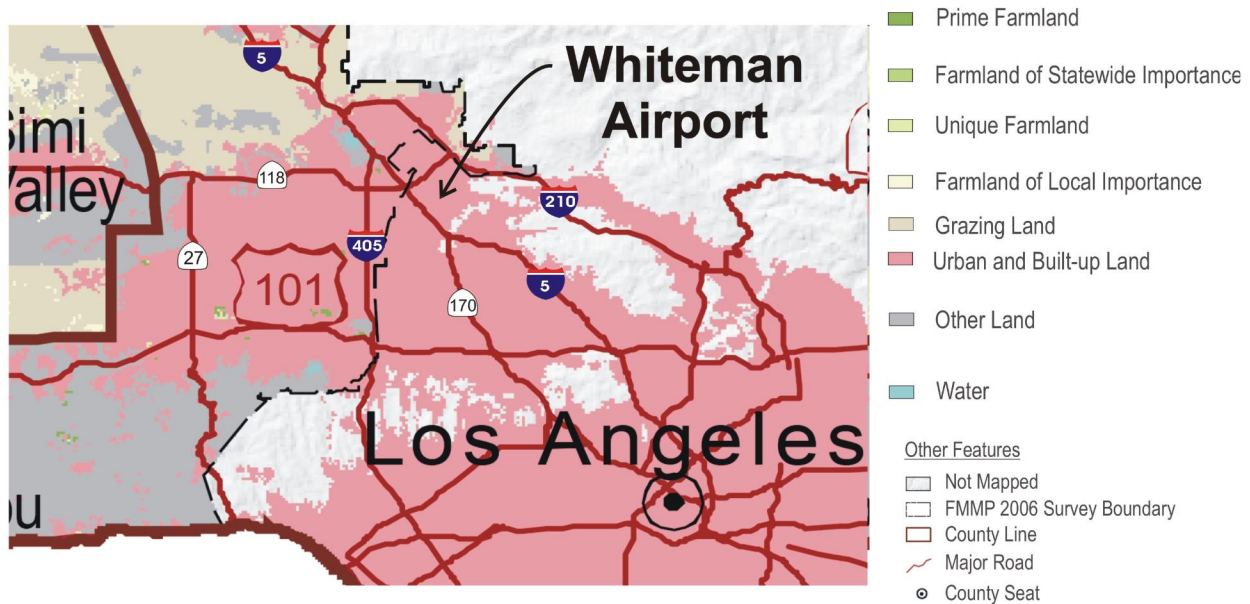 5
Whiteman
Airport
Simi
Valley
118
210
405
27
101
5
170
Los Angeles
ou
Prime Farmland
Farmland of Statewide Importance
Unique Farmland
Farmland of Local Importance
Grazing Land
Urban and Built-up Land
Other Land
Water
Other Features
Not Mapped
FMMP 2006 Survey Boundary
County Line
Major Road
County Seat